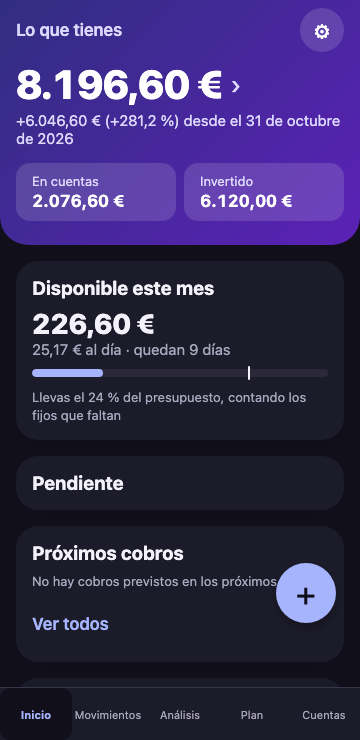 Lo que tienes
8.196,60 € ›
+6.046,60 € (+281,2 %) desde el 31 de octubre
de 2026
En cuentas
2.076,60 €
Invertido
6.120,00 €
Disponible este mes
226,60 €
25,17 € al día · quedan 9 días
Llevas el 24 % del presupuesto, contando los
fijos que faltan
Pendiente
Próximos cobros
No hay cobros previstos en los próximos
+
Ver todos
Inicio
Movimientos
Análisis
Plan
Cuentas